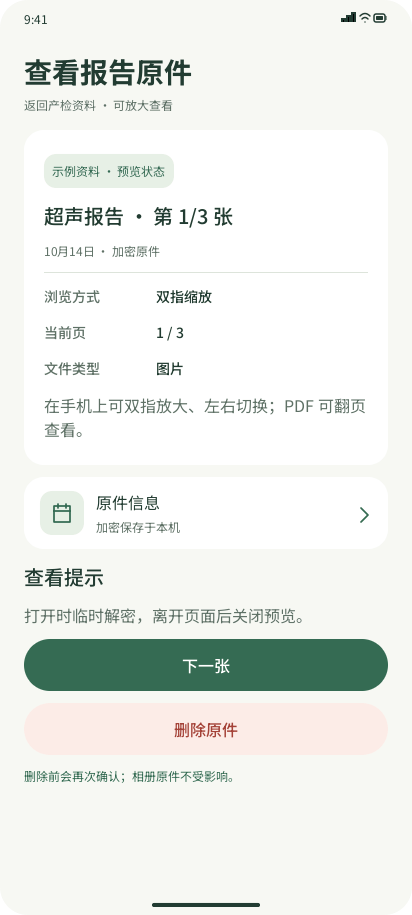 9:41
查看报告原件
返回产检资料 · 可放大查看
示例资料 · 预览状态
超声报告 · 第 1/3 张
10月14日 · 加密原件
浏览方式 双指缩放
当前页 1 / 3
文件类型 图片
在手机上可双指放大、左右切换；PDF 可翻页
查看。
原件信息
加密保存于本机
查看提示
打开时临时解密，离开页面后关闭预览。
下一张
删除原件
删除前会再次确认；相册原件不受影响。